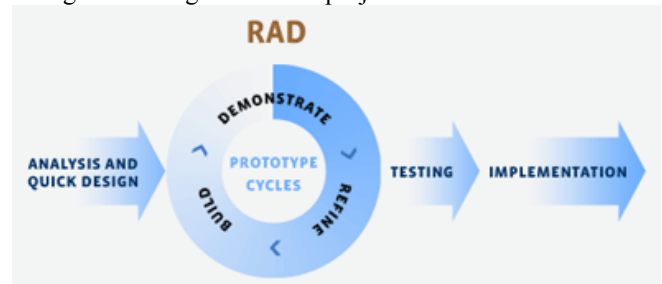 RAD
ANALYSIS AND
QUICK DESIGN
DEMONSTRATE
PROTOTYPE
CYCLES
REFINE
BUILD
TESTING
IMPLEMENTATION